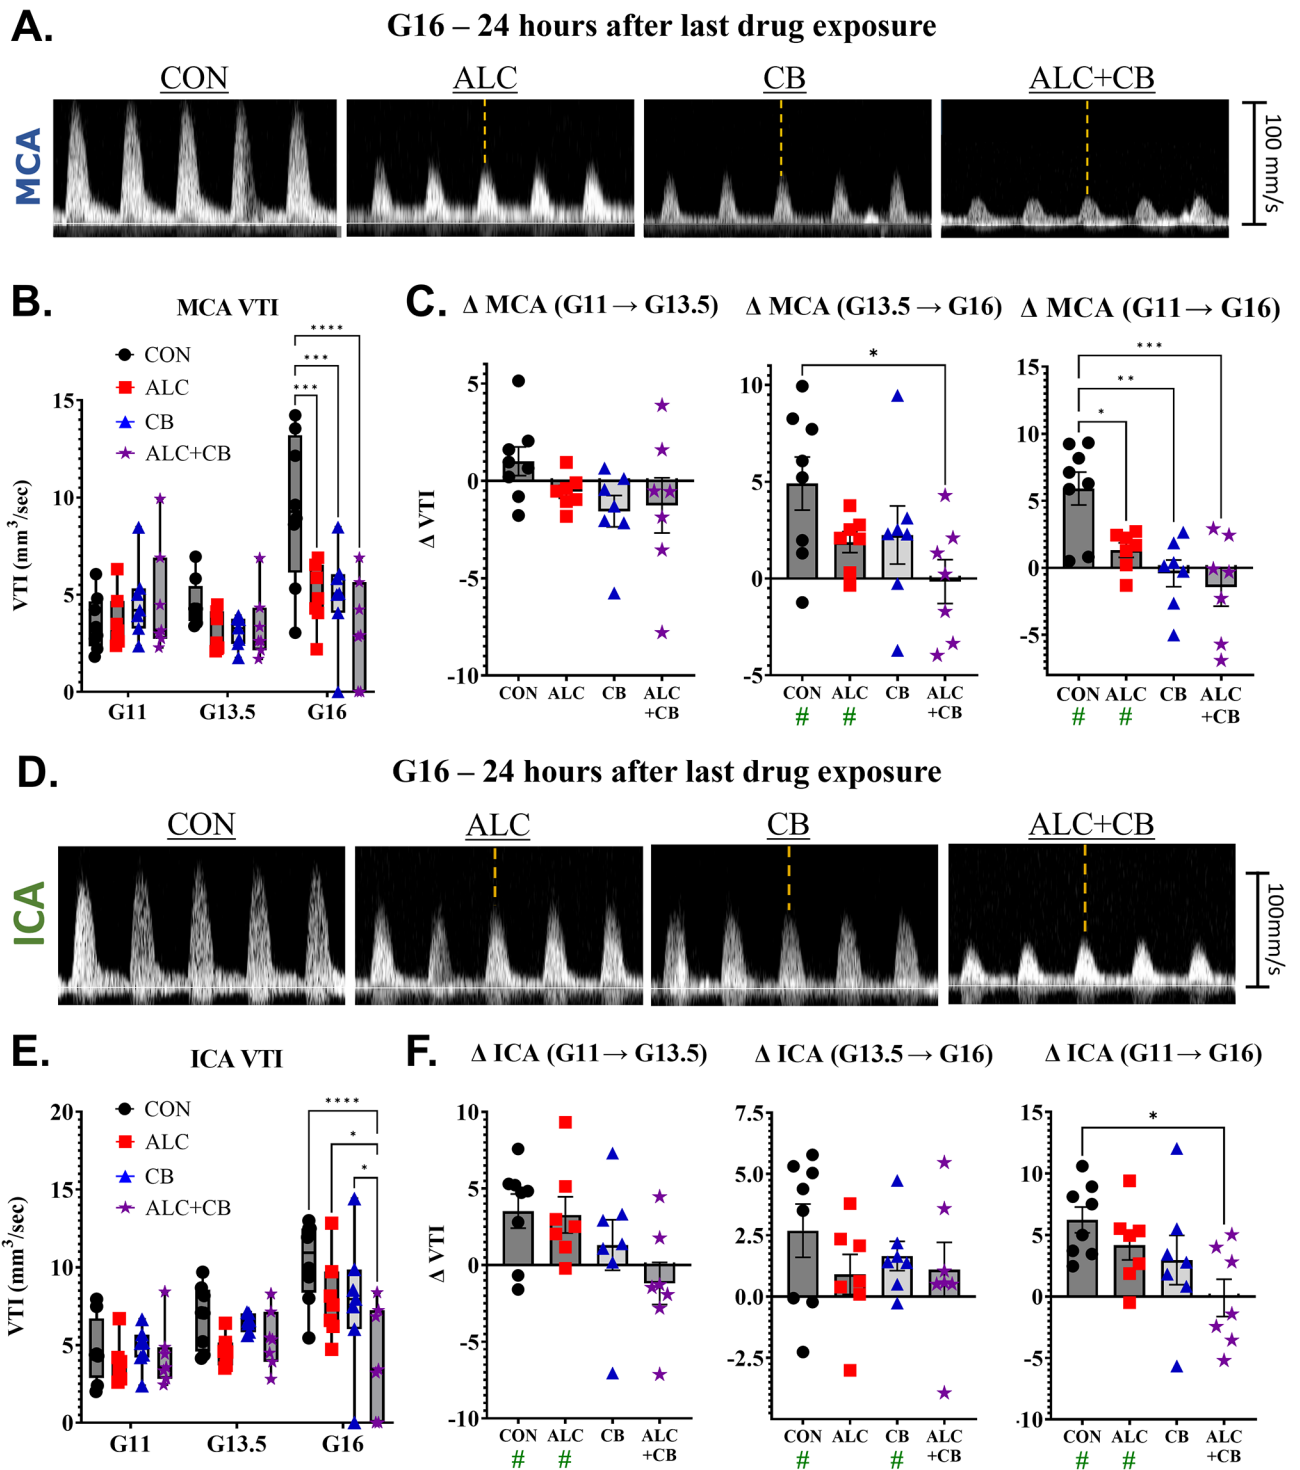 A.
G16 – 24 hours after last drug exposure
CON
ALC
CB
ALC+CB
MCA
100 mm/s
B.
MCA VTI
CON
ALC
CB
ALC+CB
****
***
***
VTI (mm³/sec)
15
10
5
0
G11
G13.5
G16
C.
Δ MCA (G11→ G13.5)
Δ VTI
5
0
-5
-10
CON
ALC
CB
ALC
+CB
Δ MCA (G13.5 → G16)
*
10
5
0
-5
CON
ALC
CB
ALC
+CB
#
#
Δ MCA (G11→ G16)
***
**
*
15
10
5
0
-5
CON
ALC
CB
ALC
+CB
#
#
D.
G16 – 24 hours after last drug exposure
CON
ALC
CB
ALC+CB
ICA
100mm/s
E.
ICA VTI
CON
ALC
CB
ALC+CB
****
*
*
VTI (mm³/sec)
20
15
10
5
0
G11
G13.5
G16
F.
Δ ICA (G11→ G13.5)
Δ VTI
10
5
0
-5
-10
CON
ALC
CB
ALC
+CB
#
#
Δ ICA (G13.5→ G16)
7.5
5.0
2.5
0.0
-2.5
CON
ALC
CB
ALC
+CB
#
#
Δ ICA (G11→ G16)
*
15
10
5
0
-5
-10
CON
ALC
CB
ALC
+CB
#
#